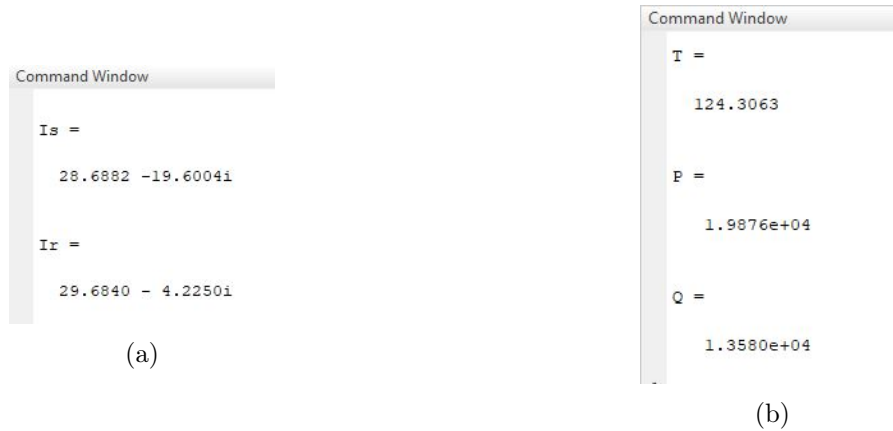 Command Window
Is =
28.6882 -19.6004i
Ir =
29.6840 - 4.2250i
(a)
Command Window
T =
124.3063
P =
1.9876e+04
Q =
1.3580e+04
(b)